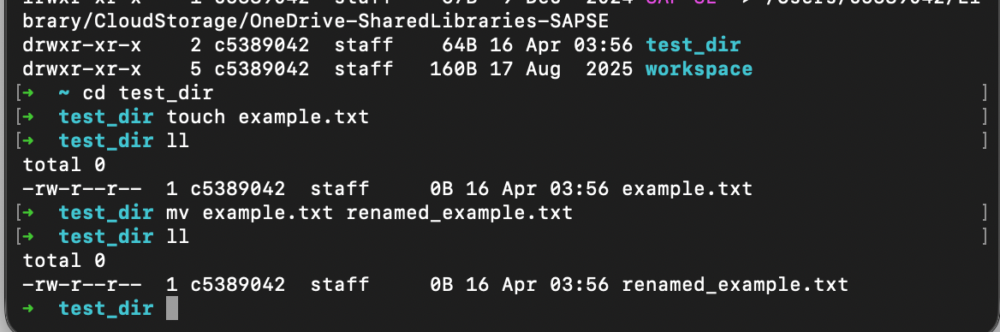 brary/CloudStorage/OneDrive-SharedLibraries-SAPSE
drwxr-xr-x    2 c5389042  staff    64B 16 Apr 03:56 test_dir
drwxr-xr-x    5 c5389042  staff   160B 17 Aug  2025 workspace
[➜  ~ cd test_dir ]
[➜  test_dir touch example.txt ]
[➜  test_dir ll ]
total 0
-rw-r--r--  1 c5389042  staff     0B 16 Apr 03:56 example.txt
[➜  test_dir mv example.txt renamed_example.txt ]
[➜  test_dir ll ]
total 0
-rw-r--r--  1 c5389042  staff     0B 16 Apr 03:56 renamed_example.txt
➜  test_dir